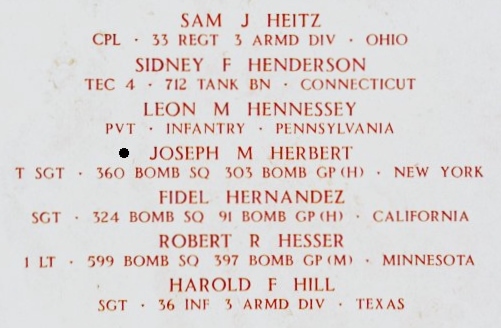 SAM J HEITZ
CPL · 33 REGT 3 ARMD DIV · OHIO
SIDNEY F HENDERSON
TEC 4 · 712 TANK BN · CONNECTICUT
LEON M HENNESSEY
PVT · INFANTRY · PENNSYLVANIA
● JOSEPH M HERBERT
T SGT · 360 BOMB SQ 303 BOMB GP (H) · NEW YORK
FIDEL HERNANDEZ
SGT · 324 BOMB SQ 91 BOMB GP (H) · CALIFORNIA
ROBERT R HESSER
1 LT · 599 BOMB SQ 397 BOMB GP (M) · MINNESOTA
HAROLD F HILL
SGT · 36 INF 3 ARMD DIV · TEXAS